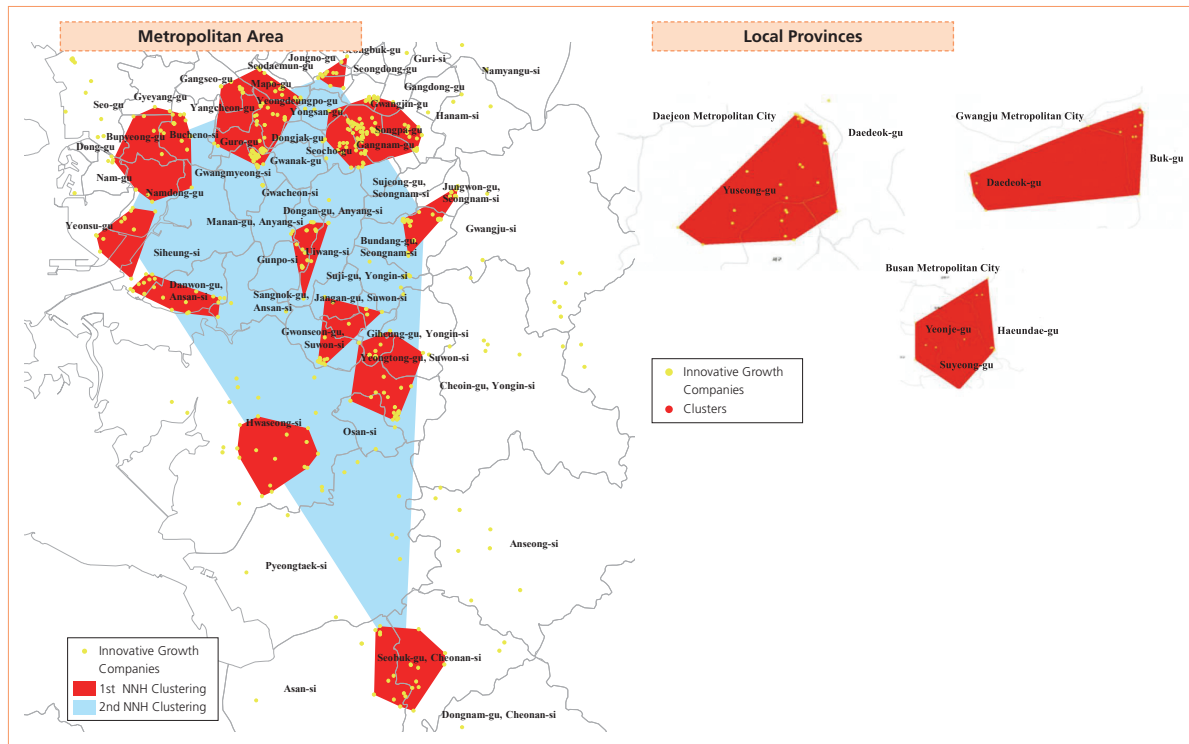 Metropolitan Area
Local Provinces
Seongbuk-gu
Jongno-gu
Guri-si
Seodaemun-gu
Seongdong-gu
Namyangu-si
Gangseo-gu
Mapo-gu
Gangdong-gu
Gyeyang-gu
Yeongdeungpo-gu
Gwangjin-gu
Seo-gu
Yangcheon-gu
Yongsan-gu
Hanam-si
Bupyeong-gu
Bucheno-si
Songpa-gu
Dong-gu
Guro-gu
Dongjak-gu
Seocho-gu
Gangnam-gu
Gwanak-gu
Nam-gu
Gwangmyeong-si
Sujeong-gu,
Seongnam-si
Jungwon-gu,
Seongnam-si
Namdong-gu
Gwacheon-si
Dongan-gu, Anyang-si
Yeonsu-gu
Manan-gu,
Anyang-si
Gwangju-si
Bundang-gu,
Seongnam-si
Siheung-si
Uiwang-si
Gunpo-si
Suji-gu, Yongin-si
Danwon-gu,
Ansan-si
Sangnok-gu,
Ansan-si
Jangan-gu, Suwon-si
Gwonseon-gu,
Suwon-si
Giheung-gu, Yongin-si
Yeongtong-gu, Suwon-si
Cheoin-gu, Yongin-si
Hwaseong-si
Osan-si
Anseong-si
Pyeongtaek-si
Seobuk-gu, Cheonan-si
Asan-si
Dongnam-gu, Cheonan-si
Innovative Growth
Companies
1st NNH Clustering
2nd NNH Clustering
Daejeon Metropolitan City
Daedeok-gu
Yuseong-gu
Gwangju Metropolitan City
Buk-gu
Daedeok-gu
Busan Metropolitan City
Yeonje-gu
Haeundae-gu
Suyeong-gu
Innovative Growth
Companies
Clusters